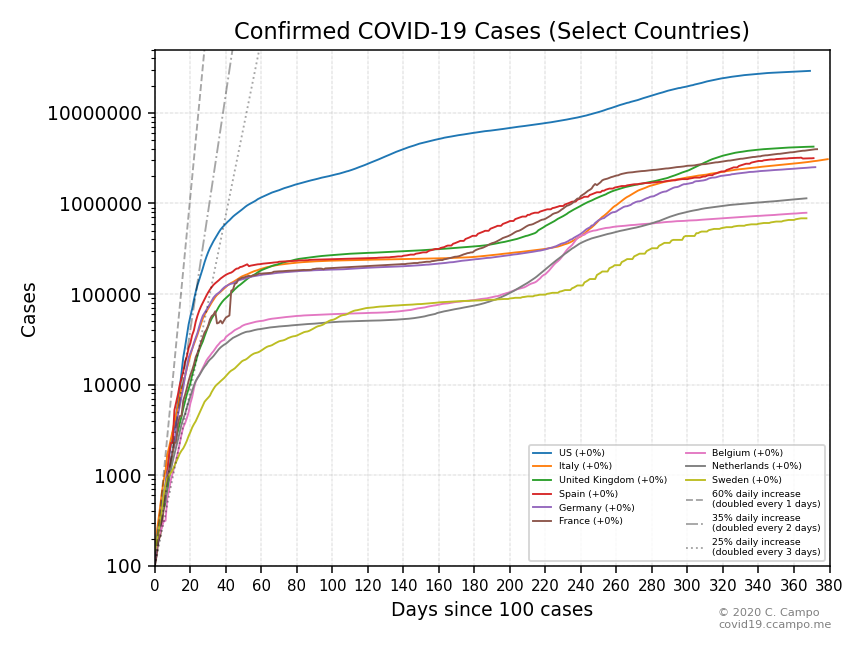 Confirmed COVID-19 Cases (Select Countries)
Cases
10000000
1000000
100000
10000
1000
100
0 20 40 60 80 100 120 140 160 180 200 220 240 260 280 300 320 340 360 380
Days since 100 cases
US (+0%)
Italy (+0%)
United Kingdom (+0%)
Spain (+0%)
Germany (+0%)
France (+0%)
Belgium (+0%)
Netherlands (+0%)
Sweden (+0%)
60% daily increase
(doubled every 1 days)
35% daily increase
(doubled every 2 days)
25% daily increase
(doubled every 3 days)
© 2020 C. Campo
covid19.ccampo.me